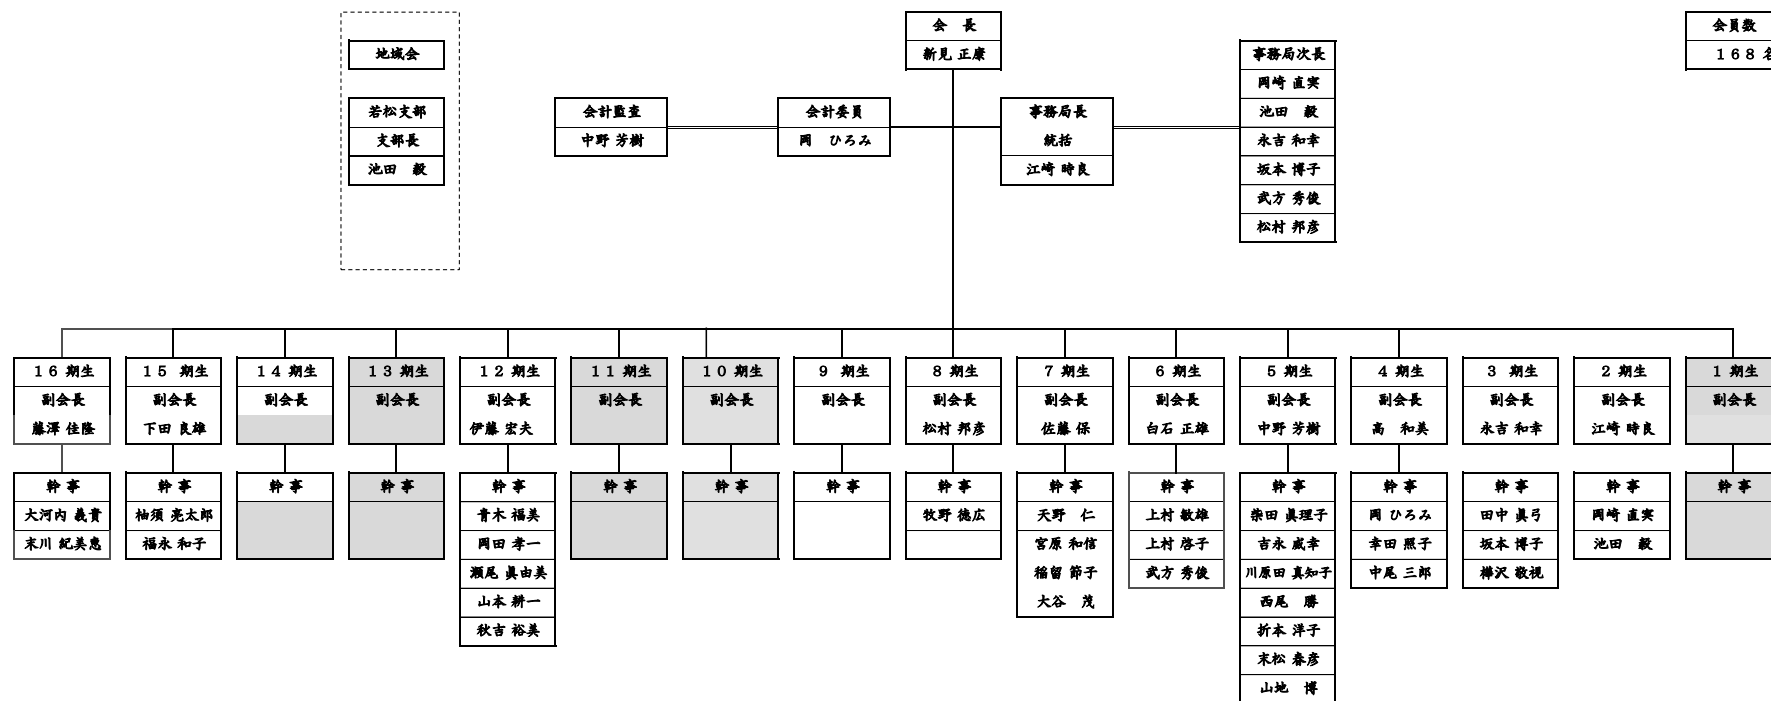 会　長
新見 正康
会員数
１６８ 名
地域会
若松支部
支部長
池田　毅
会計監査
中野 芳樹
会計委員
岡　ひろみ
事務局長
統括
江崎 時良
事務局次長
岡崎 直実
池田　毅
永吉 和幸
坂本 博子
武方 秀俊
松村 邦彦
１６ 期生
副会長
藤澤 佳隆
幹 事
大河内 義貴
末川 紀美恵
１５ 期生
副会長
下田 良雄
幹 事
柚須 亮太郎
福永 和子
１４ 期生
副会長
幹 事
１３ 期生
副会長
幹 事
１２ 期生
副会長
伊藤 宏夫
幹 事
青木 福美
岡田 孝一
瀬尾 眞由美
山本 耕一
秋吉 裕美
１１ 期生
副会長
幹 事
１０ 期生
副会長
幹 事
９ 期生
副会長
幹 事
８ 期生
副会長
松村 邦彦
幹 事
牧野 徳広
７ 期生
副会長
佐藤 保
幹 事
天野　仁
宮原 和信
稲留 節子
大谷　茂
６ 期生
副会長
白石 正雄
幹 事
上村 敏雄
上村 啓子
武方 秀俊
５ 期生
副会長
中野 芳樹
幹 事
柴田 眞理子
吉永 威幸
川原田 真知子
西尾　勝
折本 洋子
末松 春彦
山地　博
４ 期生
副会長
髙　和美
幹 事
岡 ひろみ
幸田 照子
中尾 三郎
３ 期生
副会長
永吉 和幸
幹 事
田中 眞弓
坂本 博子
樺沢 敬視
２ 期生
副会長
江崎 時良
幹 事
岡崎 直実
池田　毅
１ 期生
副会長
幹 事